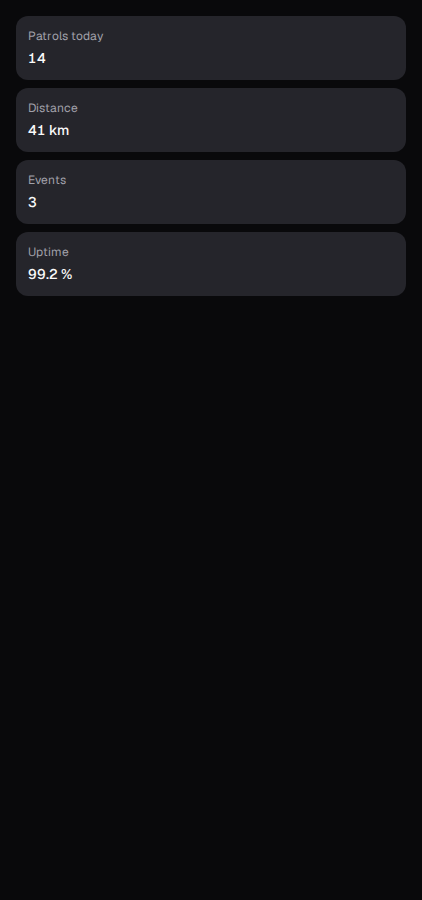 Patrols today
14
Distance
41 km
Events
3
Uptime
99.2 %